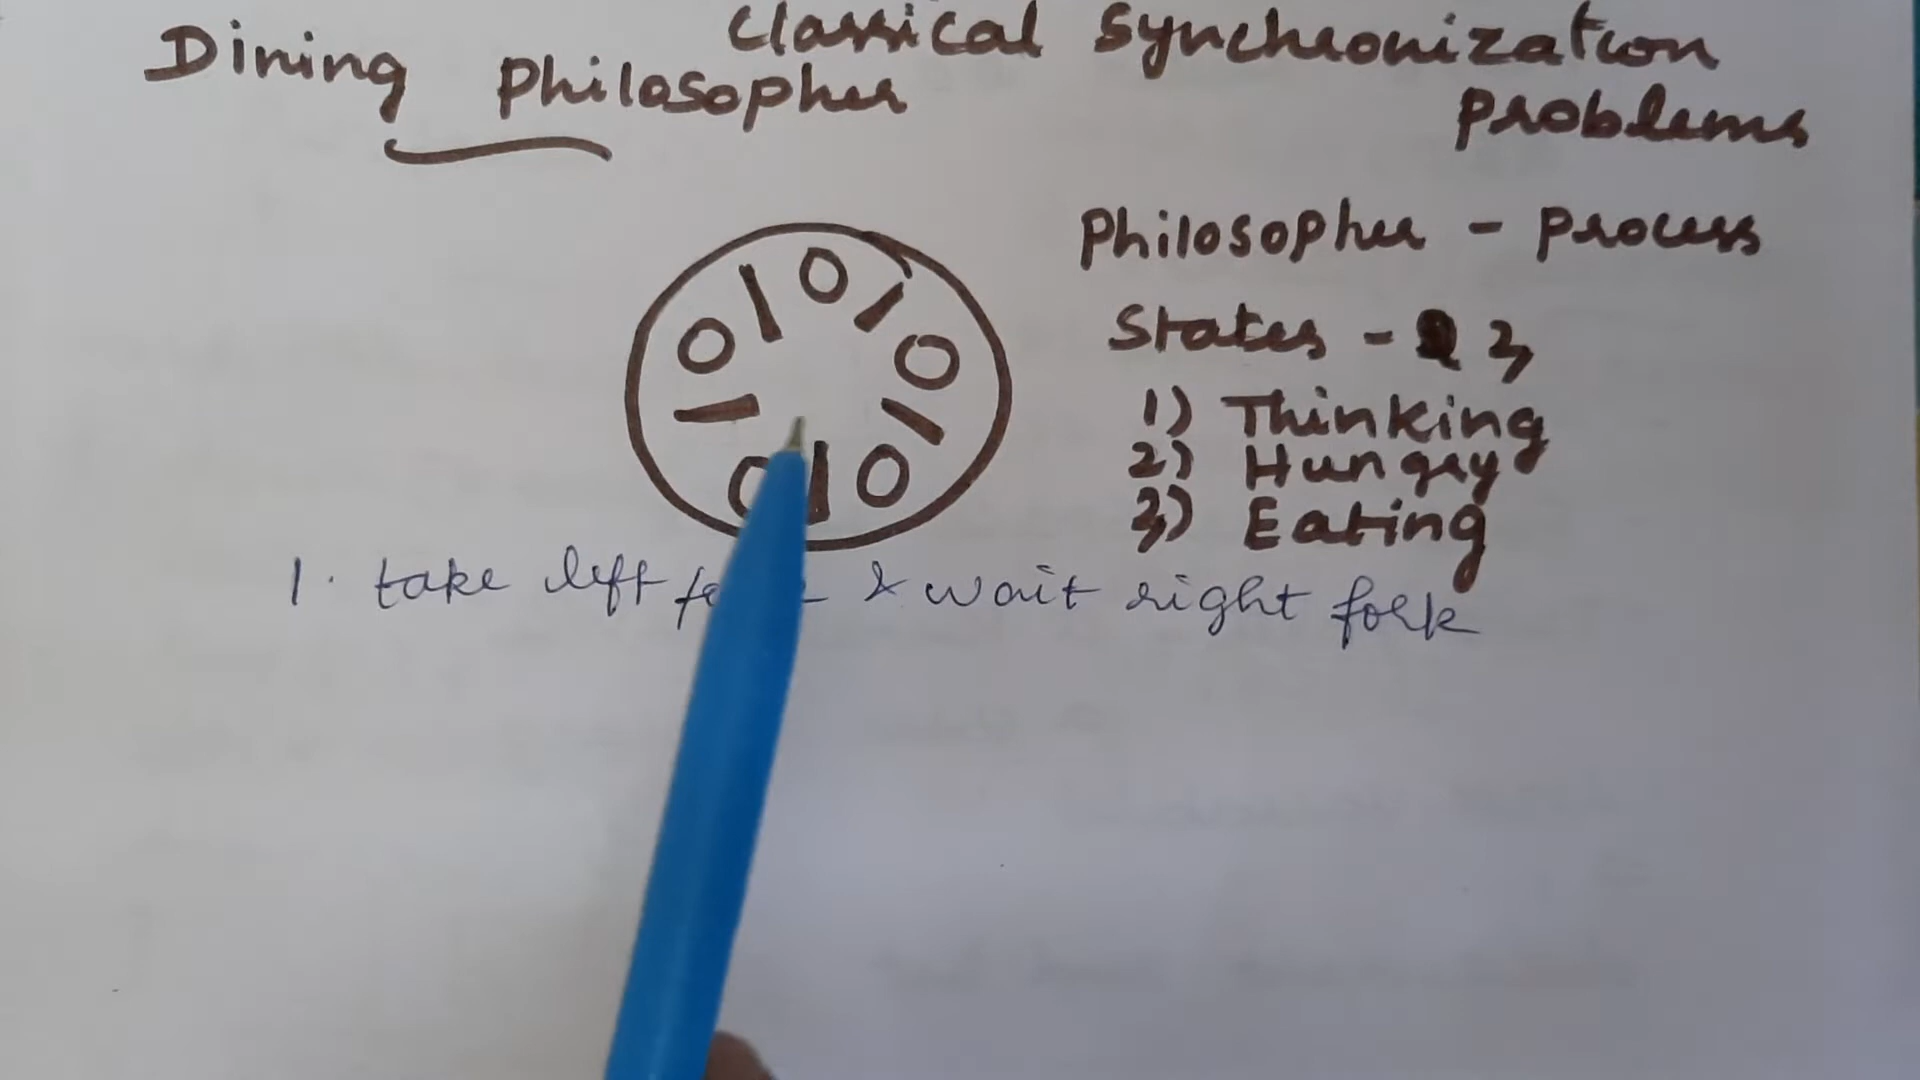 Classical Synchronization
Dining Philosopher
Problems
Philosopher - Process
States - 3
1) Thinking
2) Hungry
3) Eating
1. take left & wait right fork